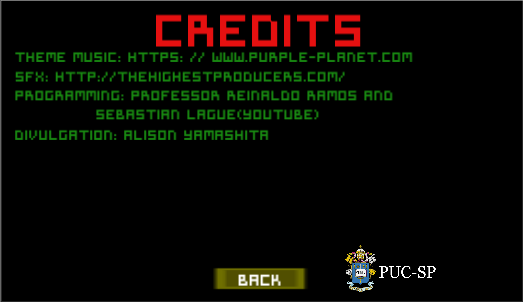 CREDITS
THEME MUSIC: HTTPS: // WWW.PURPLE-PLANET.COM
SFX: HTTP://THEHIGHESTPRODUCERS.COM/
PROGRAMMING: PROFESSOR REINALDO RAMOS AND
SEBASTIAN LAGUE(YOUTUBE)
DIVULGATION: ALISON YAMASHITA
BACK
PUC-SP